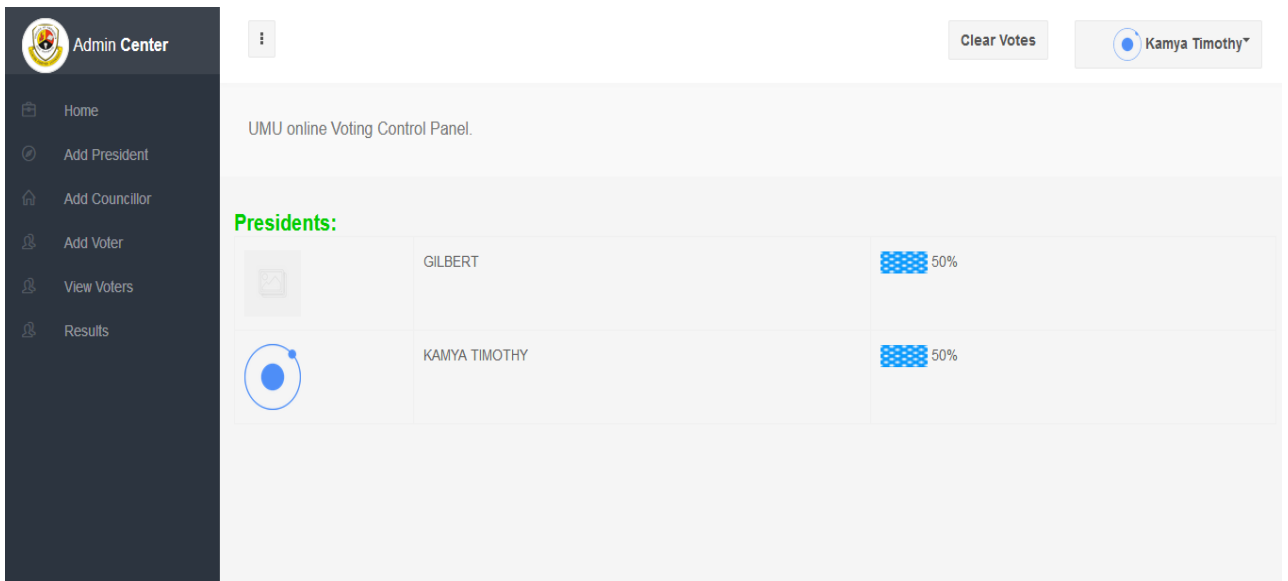 Admin Center
Clear Votes
Kamya Timothy
Home
Add President
Add Councillor
Add Voter
View Voters
Results
UMU online Voting Control Panel.
Presidents:
GILBERT
50%
KAMYA TIMOTHY
50%